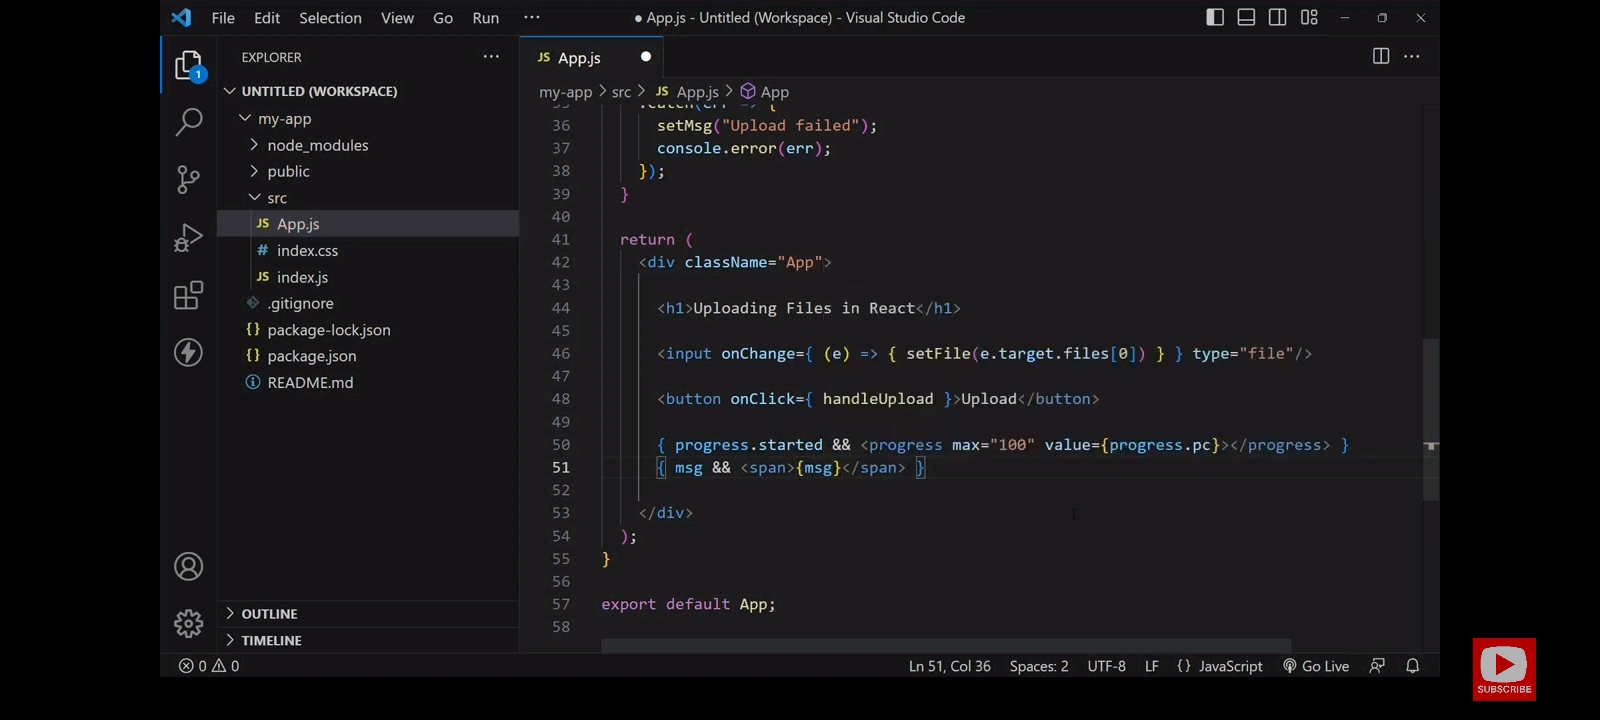 File Edit Selection View Go Run ···
● App.js - Untitled (Workspace) - Visual Studio Code
EXPLORER ···
1
UNTITLED (WORKSPACE)
my-app
node_modules
public
src
JS App.js
# index.css
JS index.js
.gitignore
{} package-lock.json
{} package.json
README.md
OUTLINE
TIMELINE
JS App.js
my-app > src > JS App.js > App
35 .catch(err => {
36 setMsg("Upload failed");
37 console.error(err);
38 });
39 }
40
41 return (
42 <div className="App">
43
44 <h1>Uploading Files in React</h1>
45
46 <input onChange={ (e) => { setFile(e.target.files[0]) } } type="file"/>
47
48 <button onClick={ handleUpload }>Upload</button>
49
50 { progress.started && <progress max="100" value={progress.pc}></progress> }
51 { msg && <span>{msg}</span> }
52
53 </div>
54 );
55 }
56
57 export default App;
58
0 0 Ln 51, Col 36 Spaces: 2 UTF-8 LF {} JavaScript Go Live
SUBSCRIBE